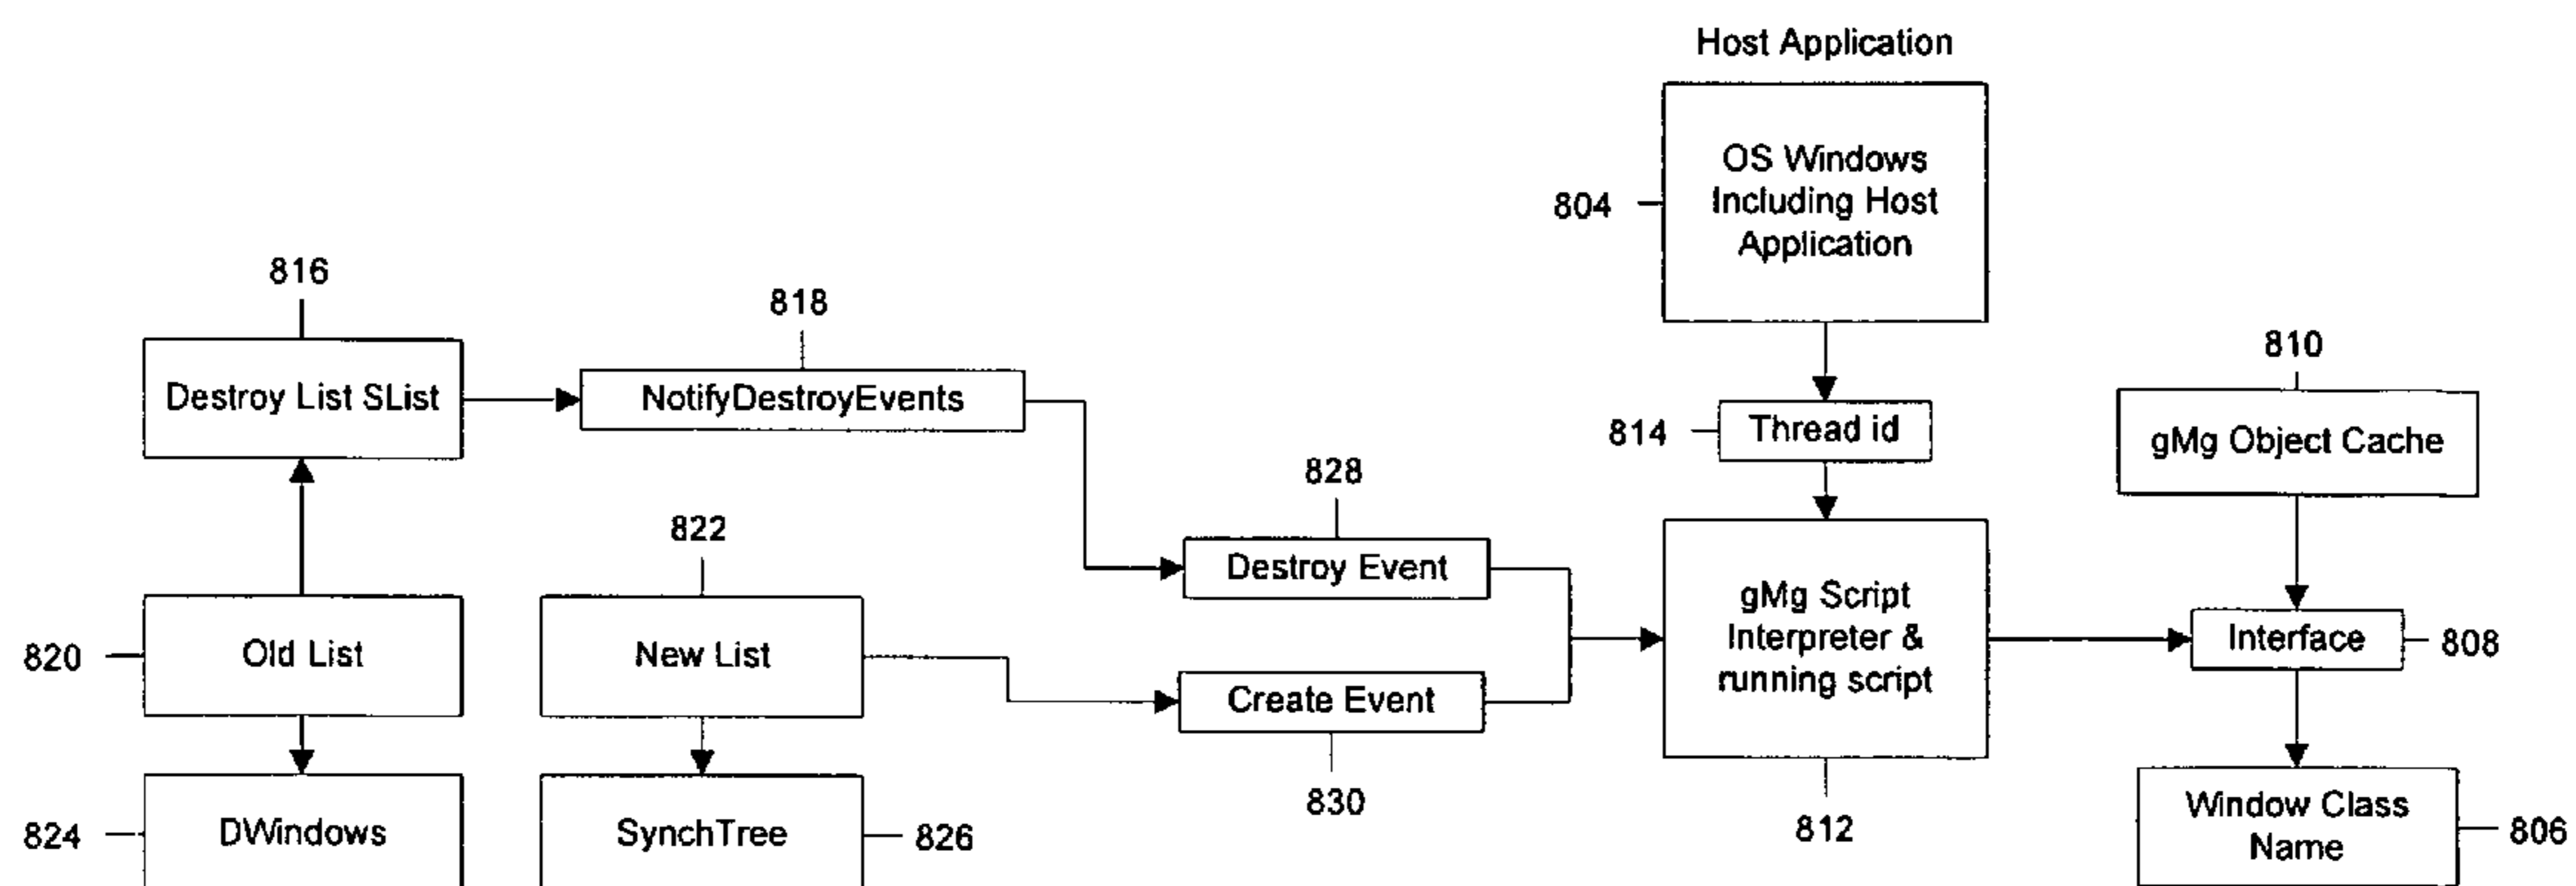 Host Application
OS Windows
Including Host
Application
804
816
818
810
Destroy List SList
NotifyDestroyEvents
814
Thread id
gMg Object Cache
828
822
Destroy Event
gMg Script
Interpreter &
running script
820
Old List
New List
Interface
808
Create Event
830
812
824
DWindows
SynchTree
826
Window Class
Name
806